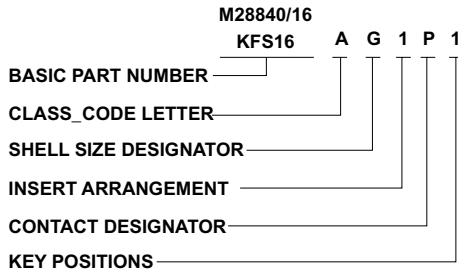 M28840/16
KFS16 A G 1 P 1
BASIC PART NUMBER
CLASS_CODE LETTER
SHELL SIZE DESIGNATOR
INSERT ARRANGEMENT
CONTACT DESIGNATOR
KEY POSITIONS